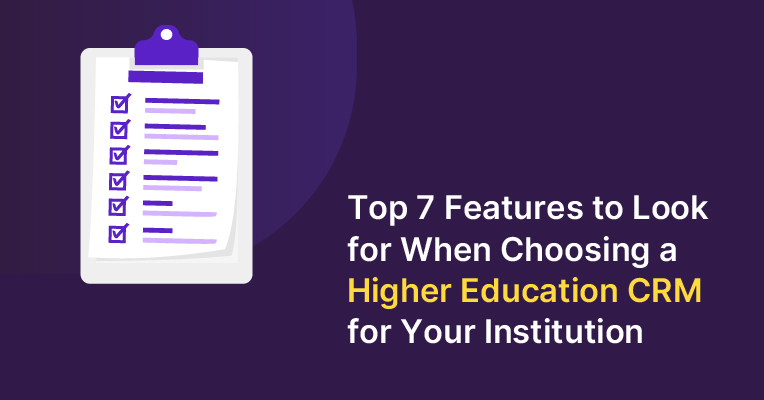 Top 7 Features to Look
for When Choosing a
Higher Education CRM
for Your Institution